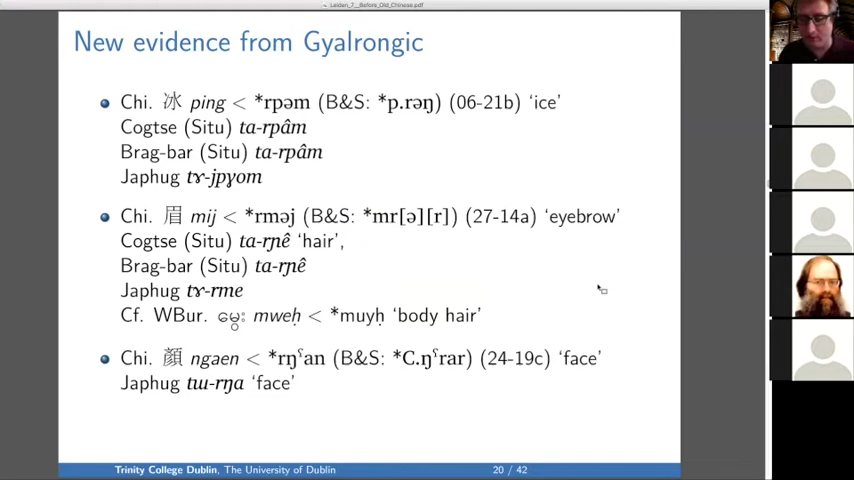 Leiden_7__Before_Old_Chinese.pdf
New evidence from Gyalrongic
Chi. 冰 ping < *rpəm (B&S: *p.rəŋ) (06-21b) ‘ice’
Cogtse (Situ) ta-rpâm
Brag-bar (Situ) ta-rpâm
Japhug tɤ-jpɣom
Chi. 眉 mij < *rməj (B&S: *mr[ə][r]) (27-14a) ‘eyebrow’
Cogtse (Situ) ta-rɲê ‘hair’,
Brag-bar (Situ) ta-rɲê
Japhug tɤ-rme
Cf. WBur. မွေး mweḥ < *muyḥ ‘body hair’
Chi. 顏 ngaen < *rŋˤan (B&S: *C.ŋˤrar) (24-19c) ‘face’
Japhug tɯ-rŋa ‘face’
Trinity College Dublin, The University of Dublin 20 / 42